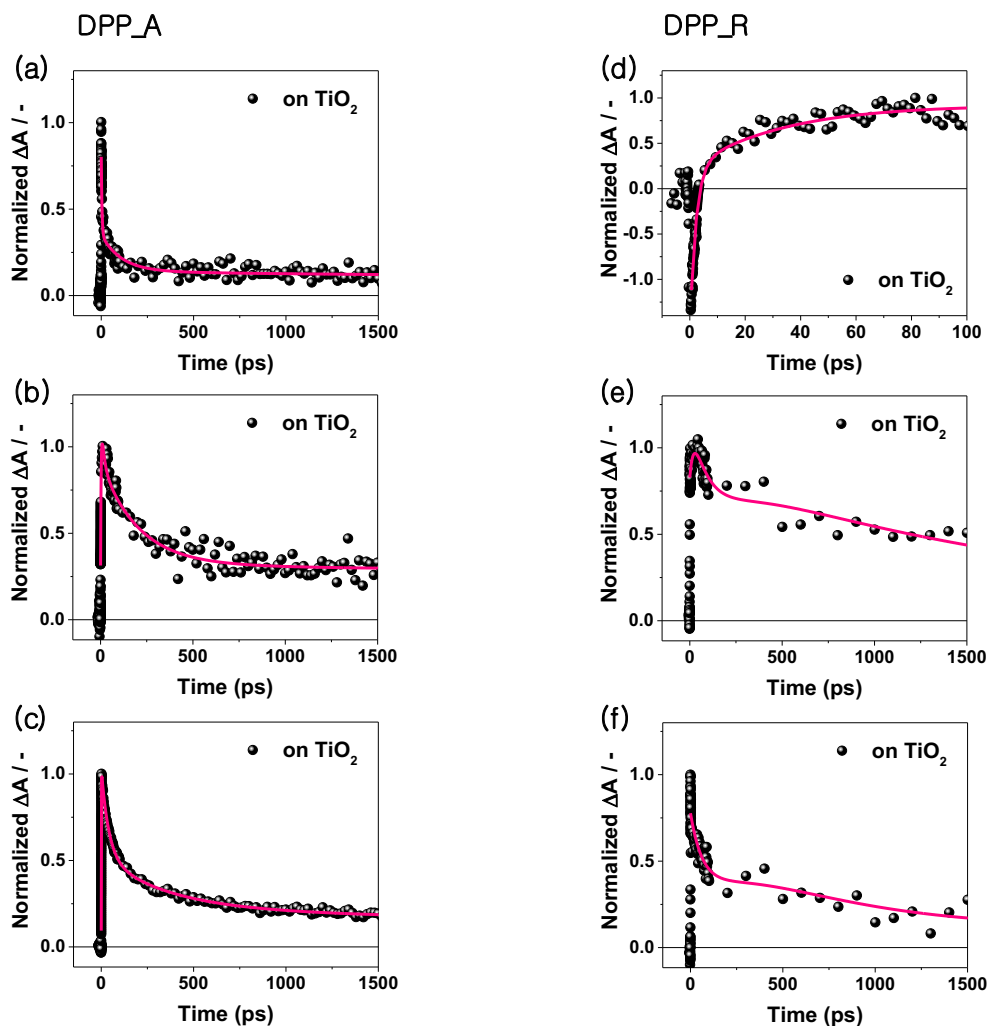 DPP_A
(a)
on TiO₂
Normalized ΔA / -
1.0
0.5
0.0
0 500 1000 1500
Time (ps)
(b)
on TiO₂
Normalized ΔA / -
1.0
0.5
0.0
0 500 1000 1500
Time (ps)
(c)
on TiO₂
Normalized ΔA / -
1.0
0.5
0.0
0 500 1000 1500
Time (ps)
DPP_R
(d)
on TiO₂
Normalized ΔA / -
1.0
0.5
0.0
-0.5
-1.0
0 20 40 60 80 100
Time (ps)
(e)
on TiO₂
Normalized ΔA / -
1.0
0.5
0.0
0 500 1000 1500
Time (ps)
(f)
on TiO₂
Normalized ΔA / -
1.0
0.5
0.0
0 500 1000 1500
Time (ps)